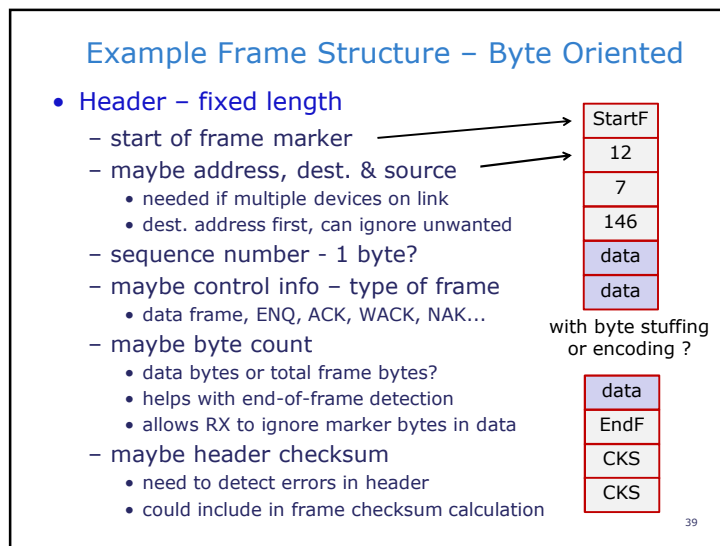 Example Frame Structure – Byte Oriented
• Header – fixed length
– start of frame marker
– maybe address, dest. & source
• needed if multiple devices on link
• dest. address first, can ignore unwanted
– sequence number - 1 byte?
– maybe control info – type of frame
• data frame, ENQ, ACK, WACK, NAK...
– maybe byte count
• data bytes or total frame bytes?
• helps with end-of-frame detection
• allows RX to ignore marker bytes in data
– maybe header checksum
• need to detect errors in header
• could include in frame checksum calculation
StartF
12
7
146
data
data
with byte stuffing
or encoding ?
data
EndF
CKS
CKS
39